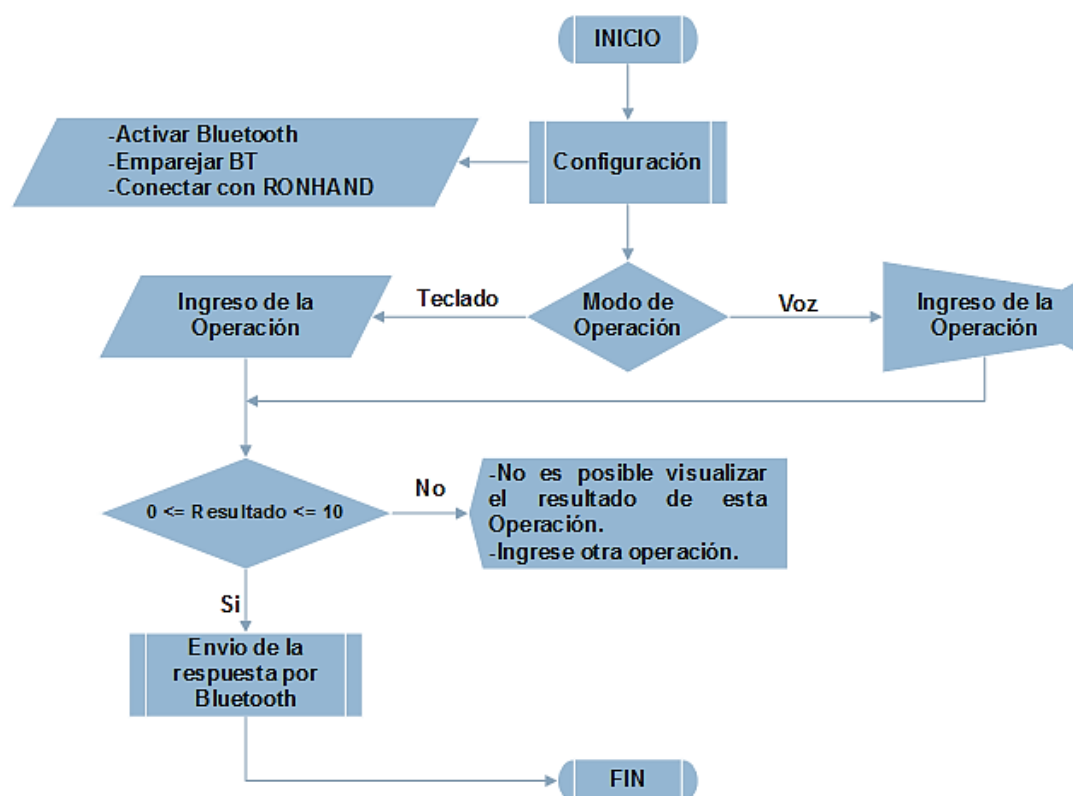 INICIO
-Activar Bluetooth
-Emparejar BT
-Conectar con RONHAND
Configuración
Ingreso de la
Operación
Teclado
Modo de
Operación
Voz
Ingreso de la
Operación
0 <= Resultado <= 10
No
-No es posible visualizar
el resultado de esta
Operación.
-Ingrese otra operación.
Si
Envio de la
respuesta por
Bluetooth
FIN